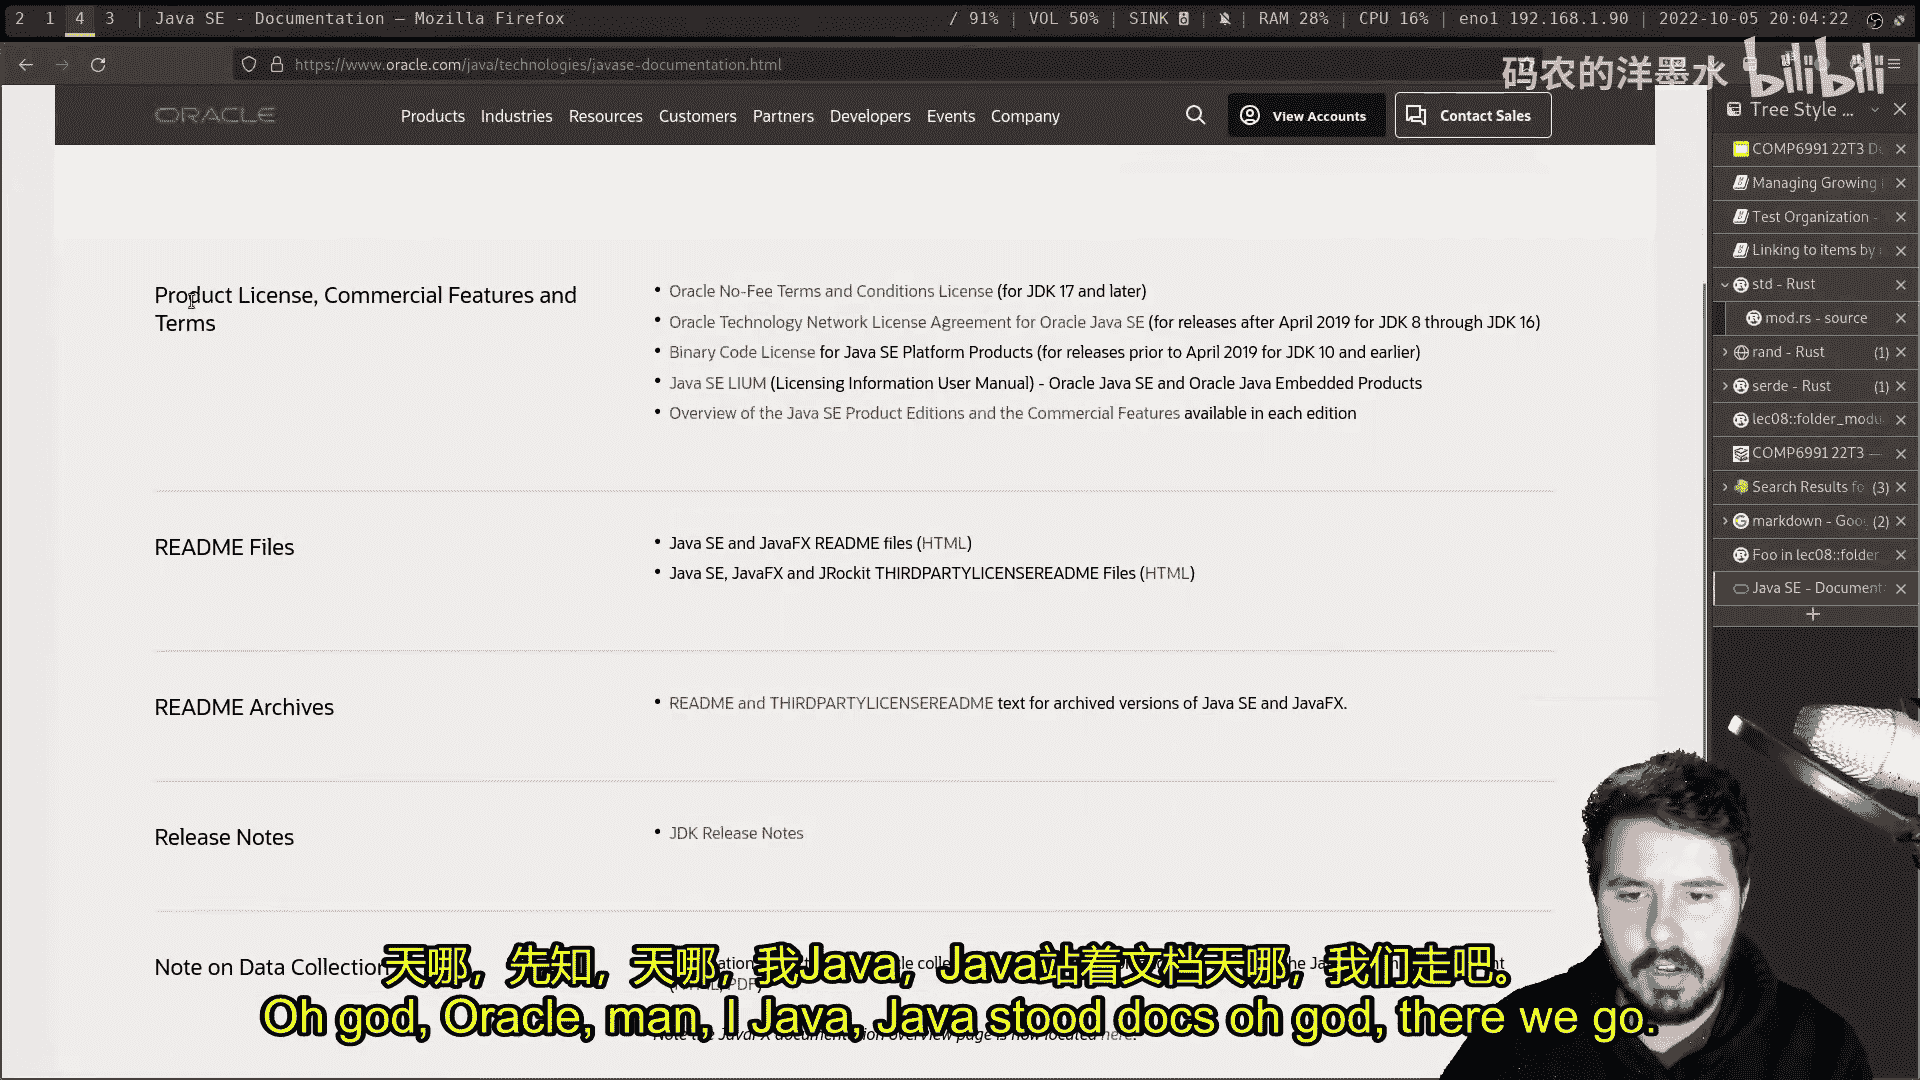 2 1 4 3 | Java SE - Documentation — Mozilla Firefox
/ 91% | VOL 50% | SINK | RAM 28% | CPU 16% | eno1 192.168.1.90 | 2022-10-05 20:04:22
https://www.oracle.com/java/technologies/javase-documentation.html
码农的洋墨水 bilibili
ORACLE Products Industries Resources Customers Partners Developers Events Company View Accounts Contact Sales
Tree Style ...
COMP6991 22T3
Managing Growing
Test Organization -
Linking to items by
std - Rust
mod.rs - source
rand - Rust (1)
serde - Rust (1)
lec08::folder_modu
COMP6991 22T3 —
Search Results fo (3)
markdown - Goo (2)
Foo in lec08::folder
Java SE - Document
Product License, Commercial Features and
Terms
• Oracle No-Fee Terms and Conditions License (for JDK 17 and later)
• Oracle Technology Network License Agreement for Oracle Java SE (for releases after April 2019 for JDK 8 through JDK 16)
• Binary Code License for Java SE Platform Products (for releases prior to April 2019 for JDK 10 and earlier)
• Java SE LIUM (Licensing Information User Manual) - Oracle Java SE and Oracle Java Embedded Products
• Overview of the Java SE Product Editions and the Commercial Features available in each edition
README Files
• Java SE and JavaFX README files (HTML)
• Java SE, JavaFX and JRockit THIRDPARTYLICENSEREADME Files (HTML)
README Archives
• README and THIRDPARTYLICENSEREADME text for archived versions of Java SE and JavaFX.
Release Notes
• JDK Release Notes
Note on Data Collection
天哪，先知，天哪，我Java，Java站着文档天哪，我们走吧。
Oh god, Oracle, man, I Java, Java stood docs oh god, there we go.